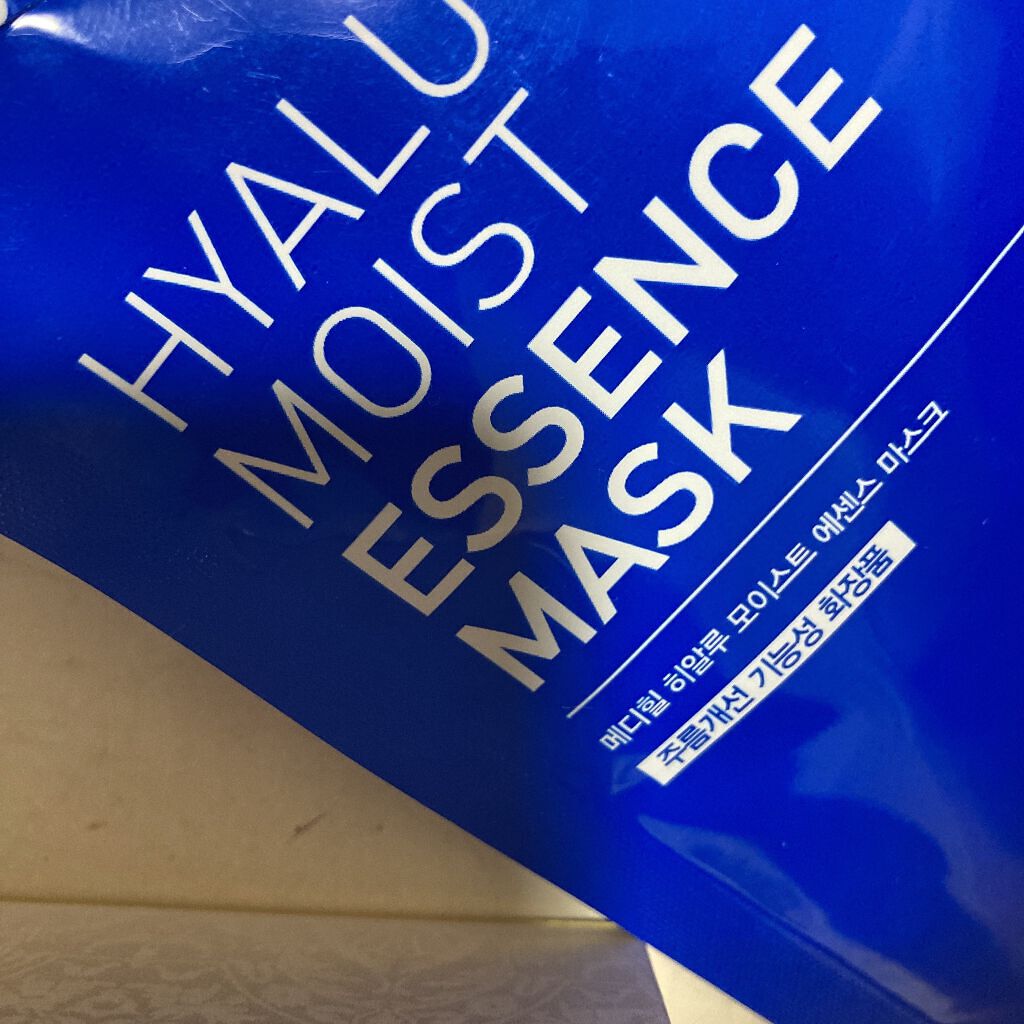 HYALU
MOIST
ESSENCE
MASK
메디힐 히알루 모이스트 에센스 마스크
주름개선 기능성 화장품